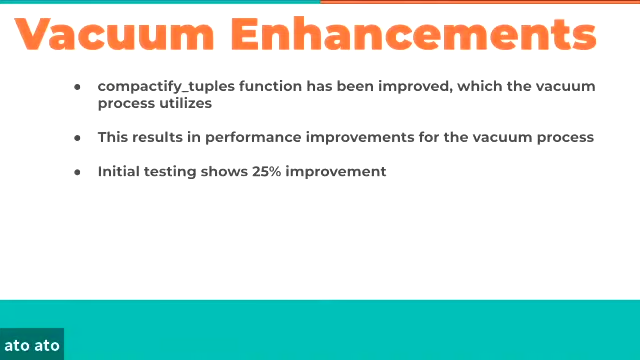 Vacuum Enhancements
● compactify_tuples function has been improved, which the vacuum
process utilizes
● This results in performance improvements for the vacuum process
● Initial testing shows 25% improvement
ato ato